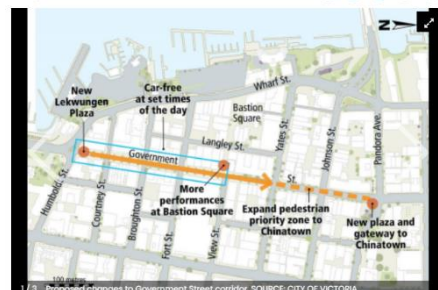 N
New
Lekwungen
Plaza
Car-free
at set times
of the day
Wharf St.
Bastion
Square
Langley St.
Yates St.
Johnson St.
Pandora Ave.
Government
St.
Humbold. St.
Courtney St.
Broughton St.
Fort St.
View St.
More
performances
at Bastion Square
Expand pedestrian
priority zone to
Chinatown
New plaza and
gateway to
Chinatown
100 metres
1 / 2 Proposed changes to Government Street corridor. SOURCE: CITY OF VICTORIA